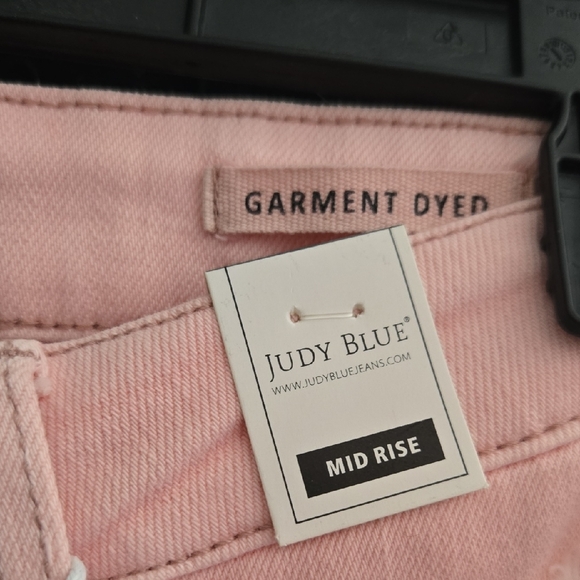 GARMENT DYED
JUDY BLUE®
WWW.JUDYBLUEJEANS.COM
MID RISE